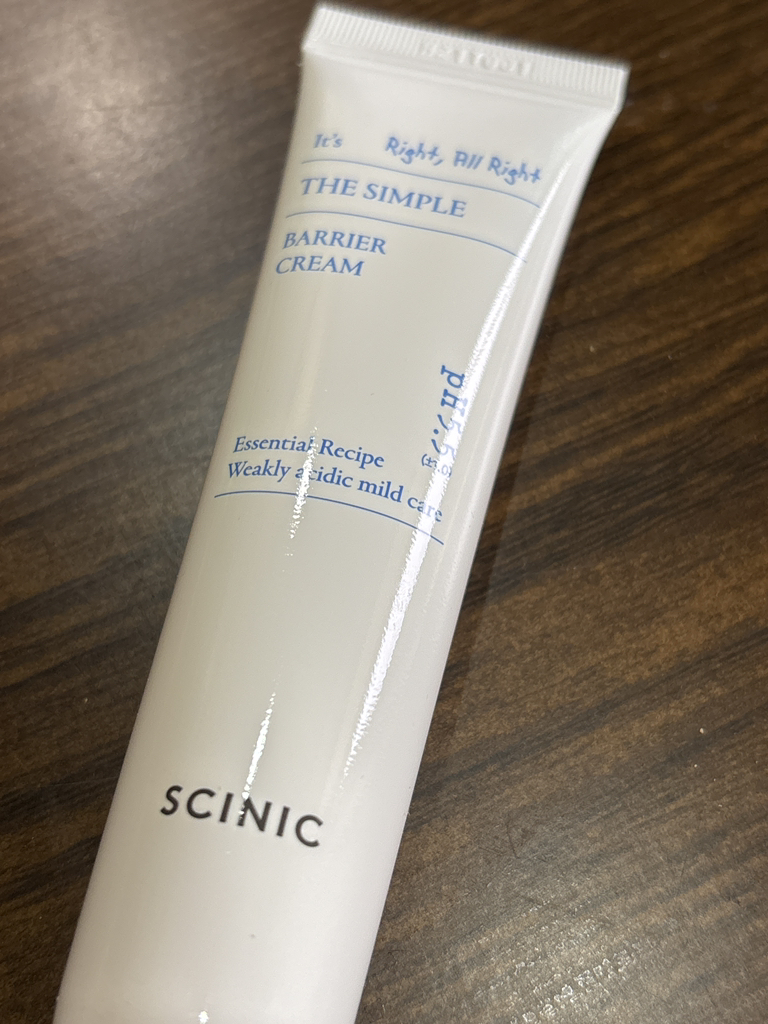 It's Right, All Right
THE SIMPLE
BARRIER
CREAM
pH5.5
Essential Recipe
Weakly acidic mild care
SCINIC